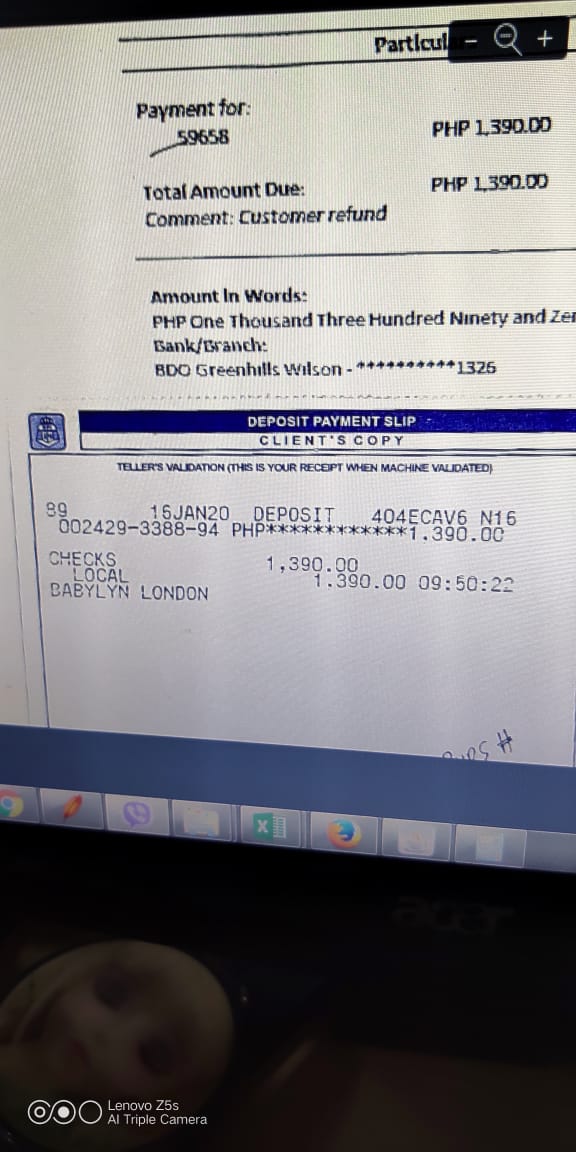 Particul
Payment for:
59658
PHP 1,390.00
Total Amount Due:
PHP 1,390.00
Comment: Customer refund
Amount In Words:
PHP One Thousand Three Hundred Ninety and Zer
Bank/Branch:
BDO Greenhills Wilson - **********1326
DEPOSIT PAYMENT SLIP
CLIENT'S COPY
TELLER'S VALIDATION (THIS IS YOUR RECEIPT WHEN MACHINE VALIDATED)
89 16JAN20 DEPOSIT 404ECAV6 N16
002429-3388-94 PHP************1.390.00
CHECKS 1,390.00
LOCAL 1.390.00 09:50:22
BABYLYN LONDON
acer
Lenovo Z5s
AI Triple Camera